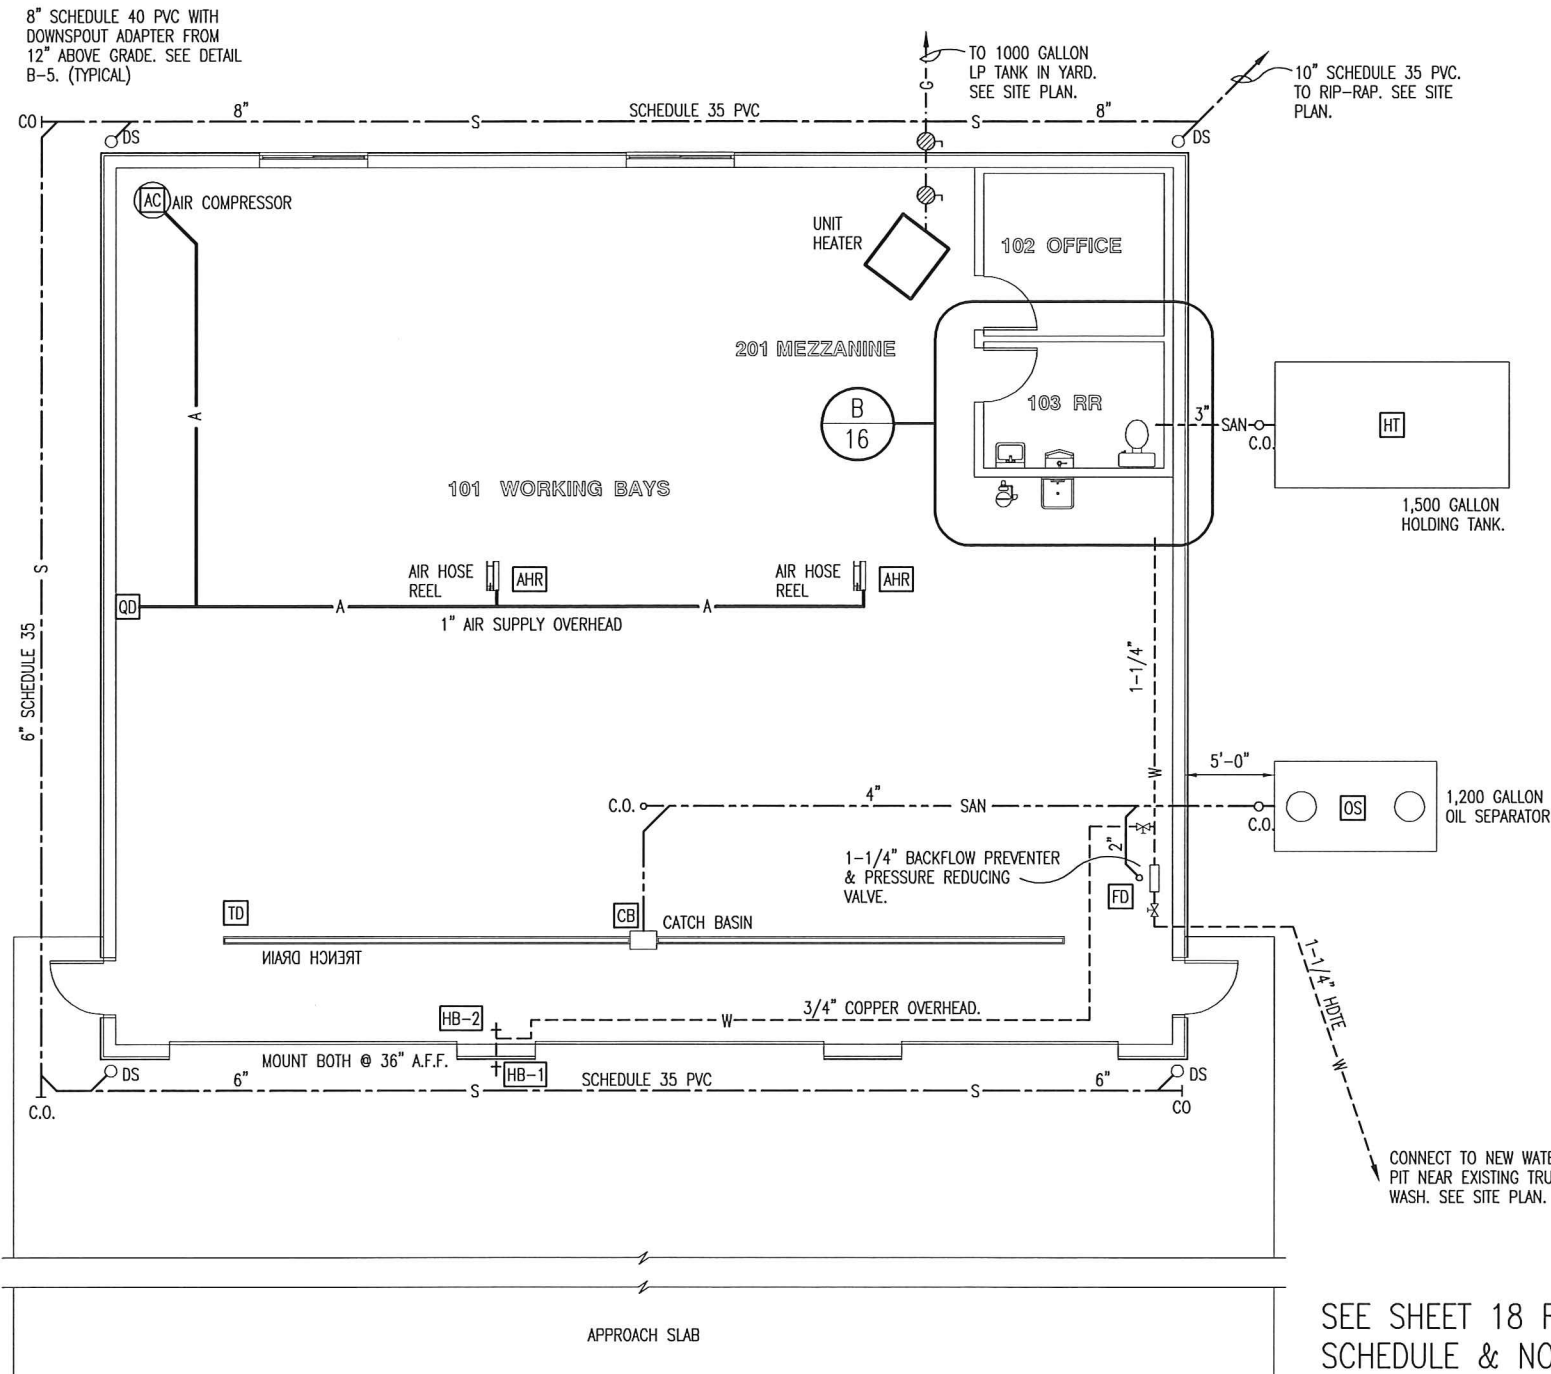 8" SCHEDULE 40 PVC WITH
DOWNSPOUT ADAPTER FROM
12" ABOVE GRADE. SEE DETAIL
B-5. (TYPICAL)
TO 1000 GALLON
LP TANK IN YARD.
SEE SITE PLAN.
10" SCHEDULE 35 PVC.
TO RIP-RAP. SEE SITE
PLAN.
G
CO
8"
S
SCHEDULE 35 PVC
S
8"
DS
DS
AC
AIR COMPRESSOR
UNIT
HEATER
102 OFFICE
201 MEZZANINE
A
B
16
103 RR
3"
SAN
C.O.
HT
1,500 GALLON
HOLDING TANK.
101 WORKING BAYS
S
6" SCHEDULE 35
AIR HOSE
REEL
AHR
AIR HOSE
REEL
AHR
QD
A
A
1" AIR SUPPLY OVERHEAD
1-1/4"
W
5'-0"
C.O.
4"
SAN
C.O.
OS
1,200 GALLON
OIL SEPARATOR
2"
1-1/4" BACKFLOW PREVENTER
& PRESSURE REDUCING
VALVE.
FD
TD
CB
CATCH BASIN
TRENCH DRAIN
1-1/4" HDTE
W
HB-2
W
3/4" COPPER OVERHEAD.
MOUNT BOTH @ 36" A.F.F.
HB-1
DS
6"
S
SCHEDULE 35 PVC
S
6"
DS
C.O.
CO
CONNECT TO NEW
PIT NEAR EXISTING
WASH. SEE SITE PLAN.
APPROACH SLAB
SEE SHEET 18
SCHEDULE &